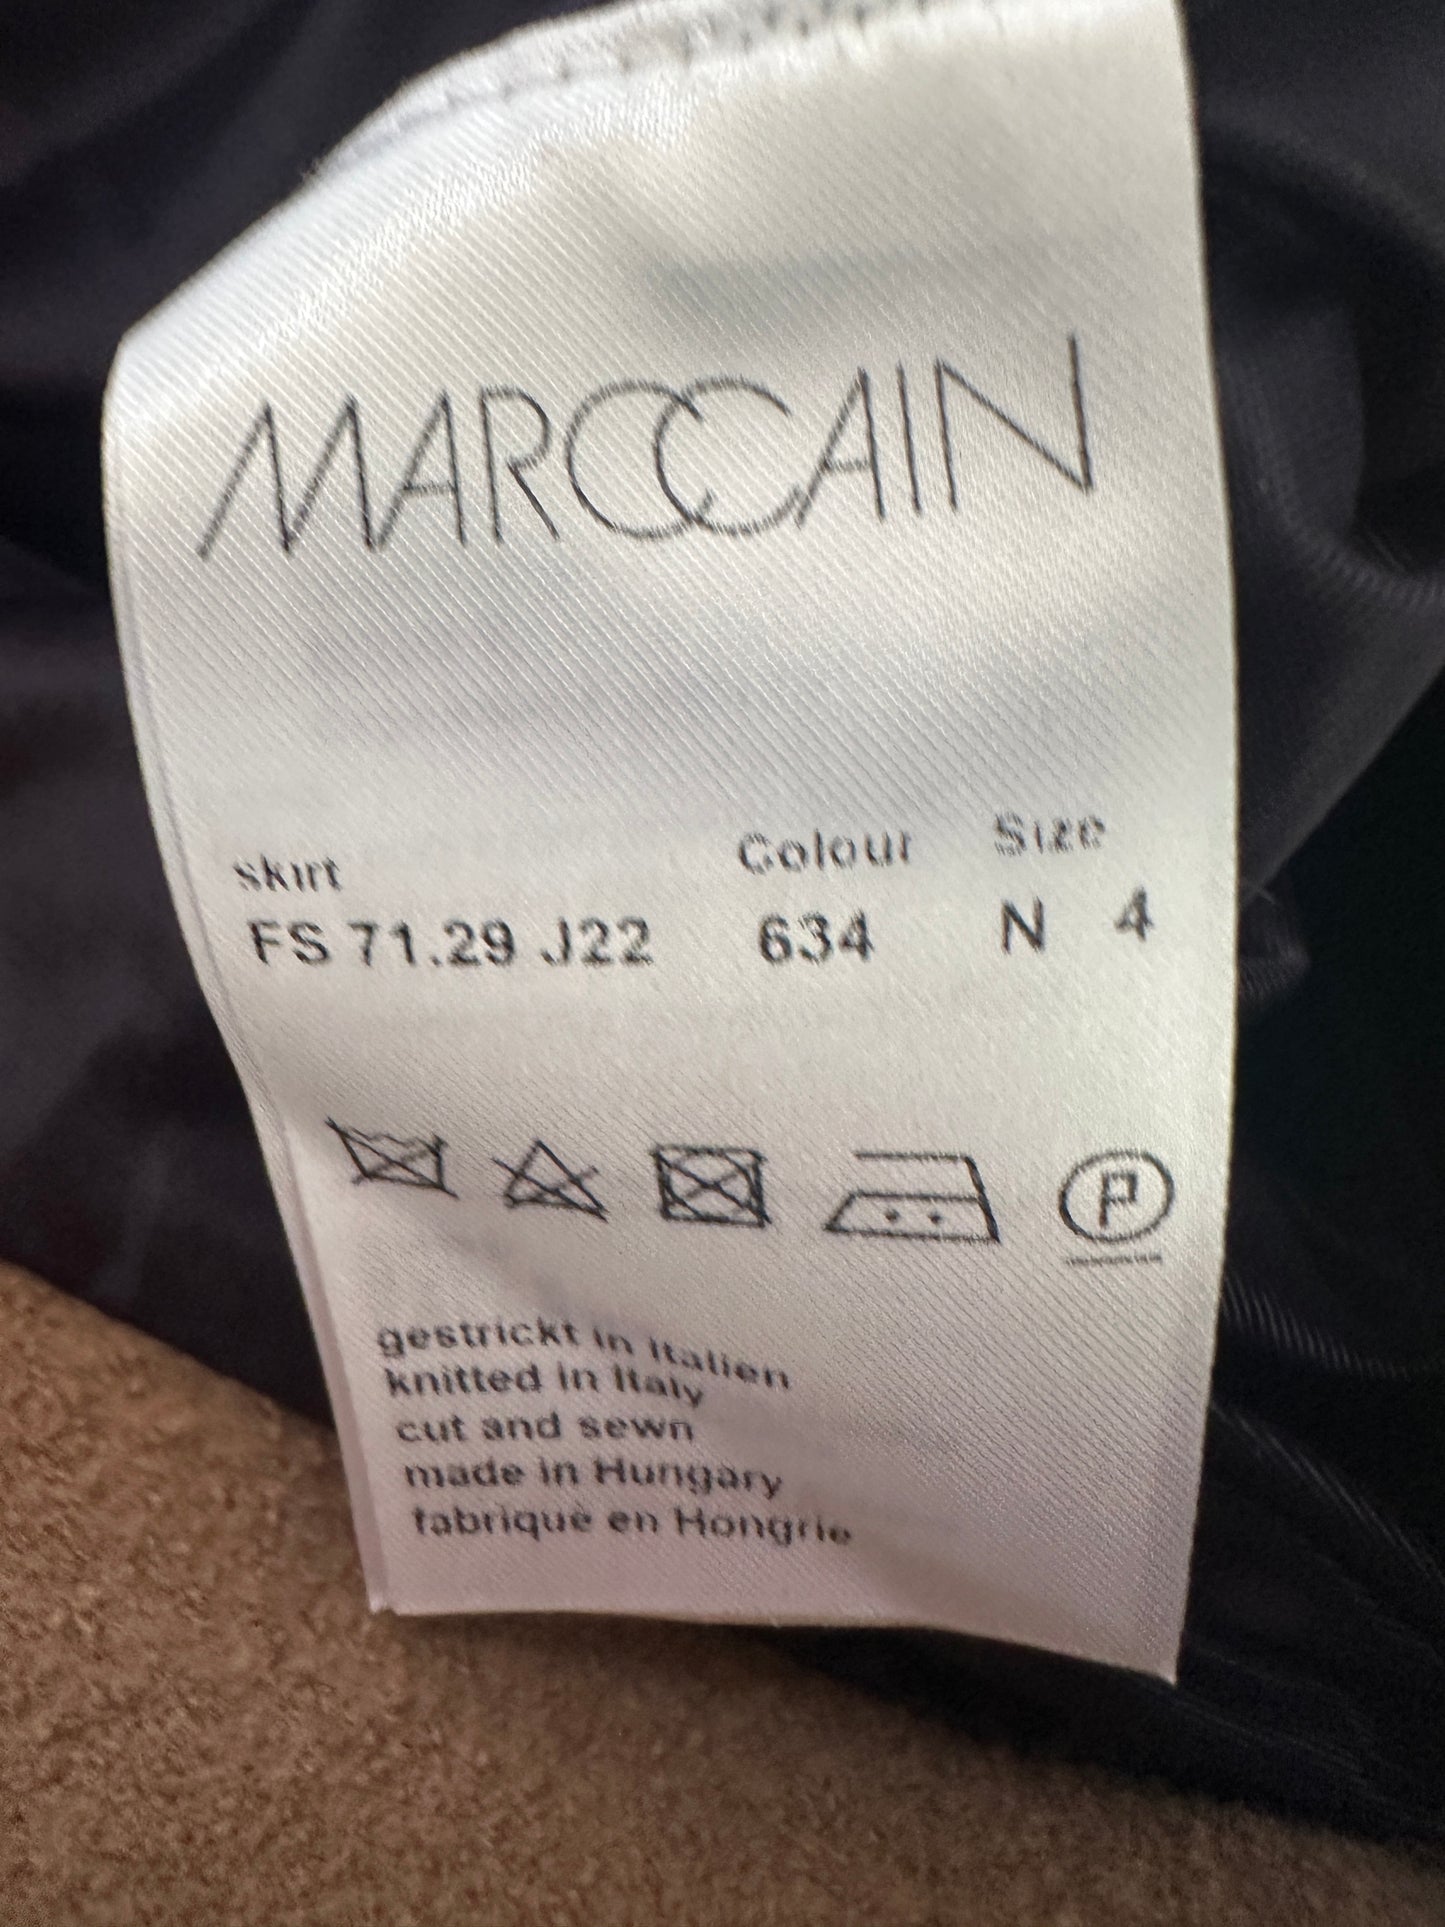 MARCCAIN
skirt Colour Size
FS 71.29 J22 634 N 4
P
gestrickt in Italien
knitted in Italy
cut and sewn
made in Hungary
fabriqué en Hongrie